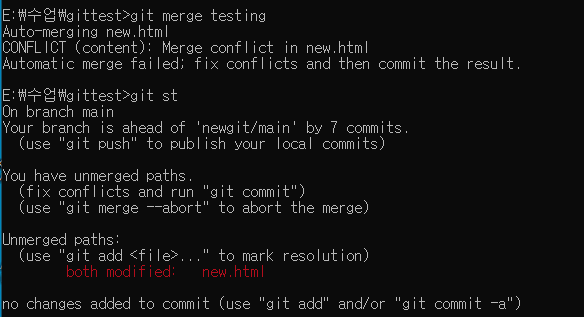 E:₩수업₩gittest>git merge testing
Auto-merging new.html
CONFLICT (content): Merge conflict in new.html
Automatic merge failed; fix conflicts and then commit the result.
E:₩수업₩gittest>git st
On branch main
Your branch is ahead of 'newgit/main' by 7 commits.
  (use "git push" to publish your local commits)
You have unmerged paths.
  (fix conflicts and run "git commit")
  (use "git merge --abort" to abort the merge)
Unmerged paths:
  (use "git add <file>..." to mark resolution)
        both modified:   new.html
no changes added to commit (use "git add" and/or "git commit -a")